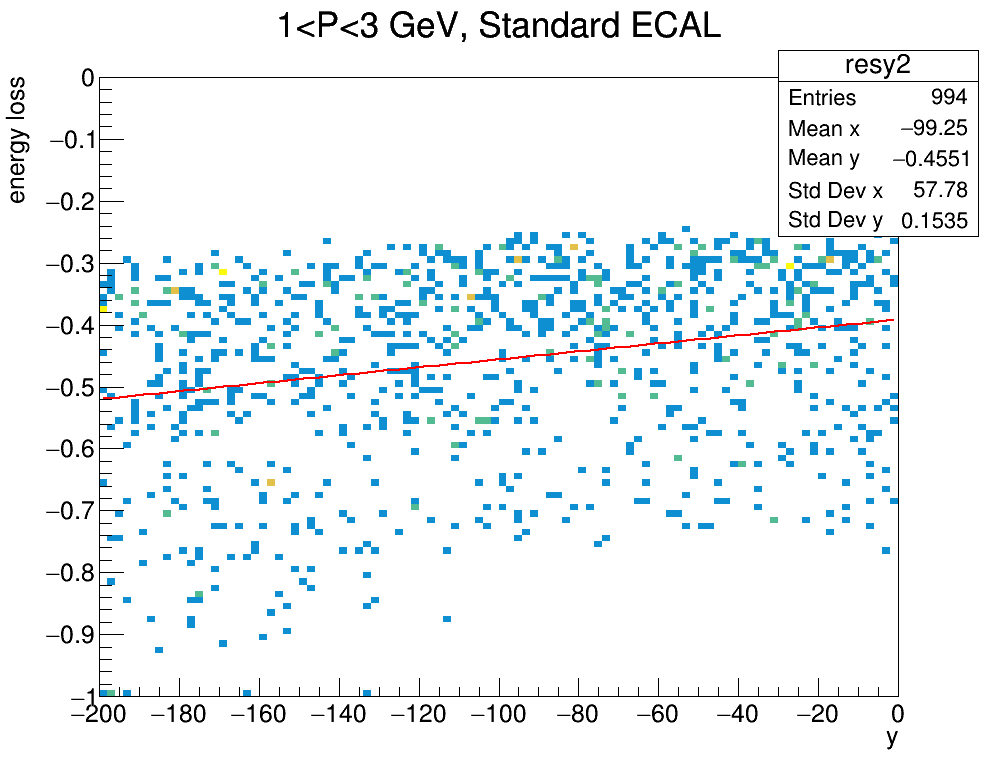 1<P<3 GeV, Standard ECAL
resy2
Entries 994
Mean x −99.25
Mean y −0.4551
Std Dev x 57.78
Std Dev y 0.1535
energy loss
0
−0.1
−0.2
−0.3
−0.4
−0.5
−0.6
−0.7
−0.8
−0.9
−1
−200 −180 −160 −140 −120 −100 −80 −60 −40 −20 0
y